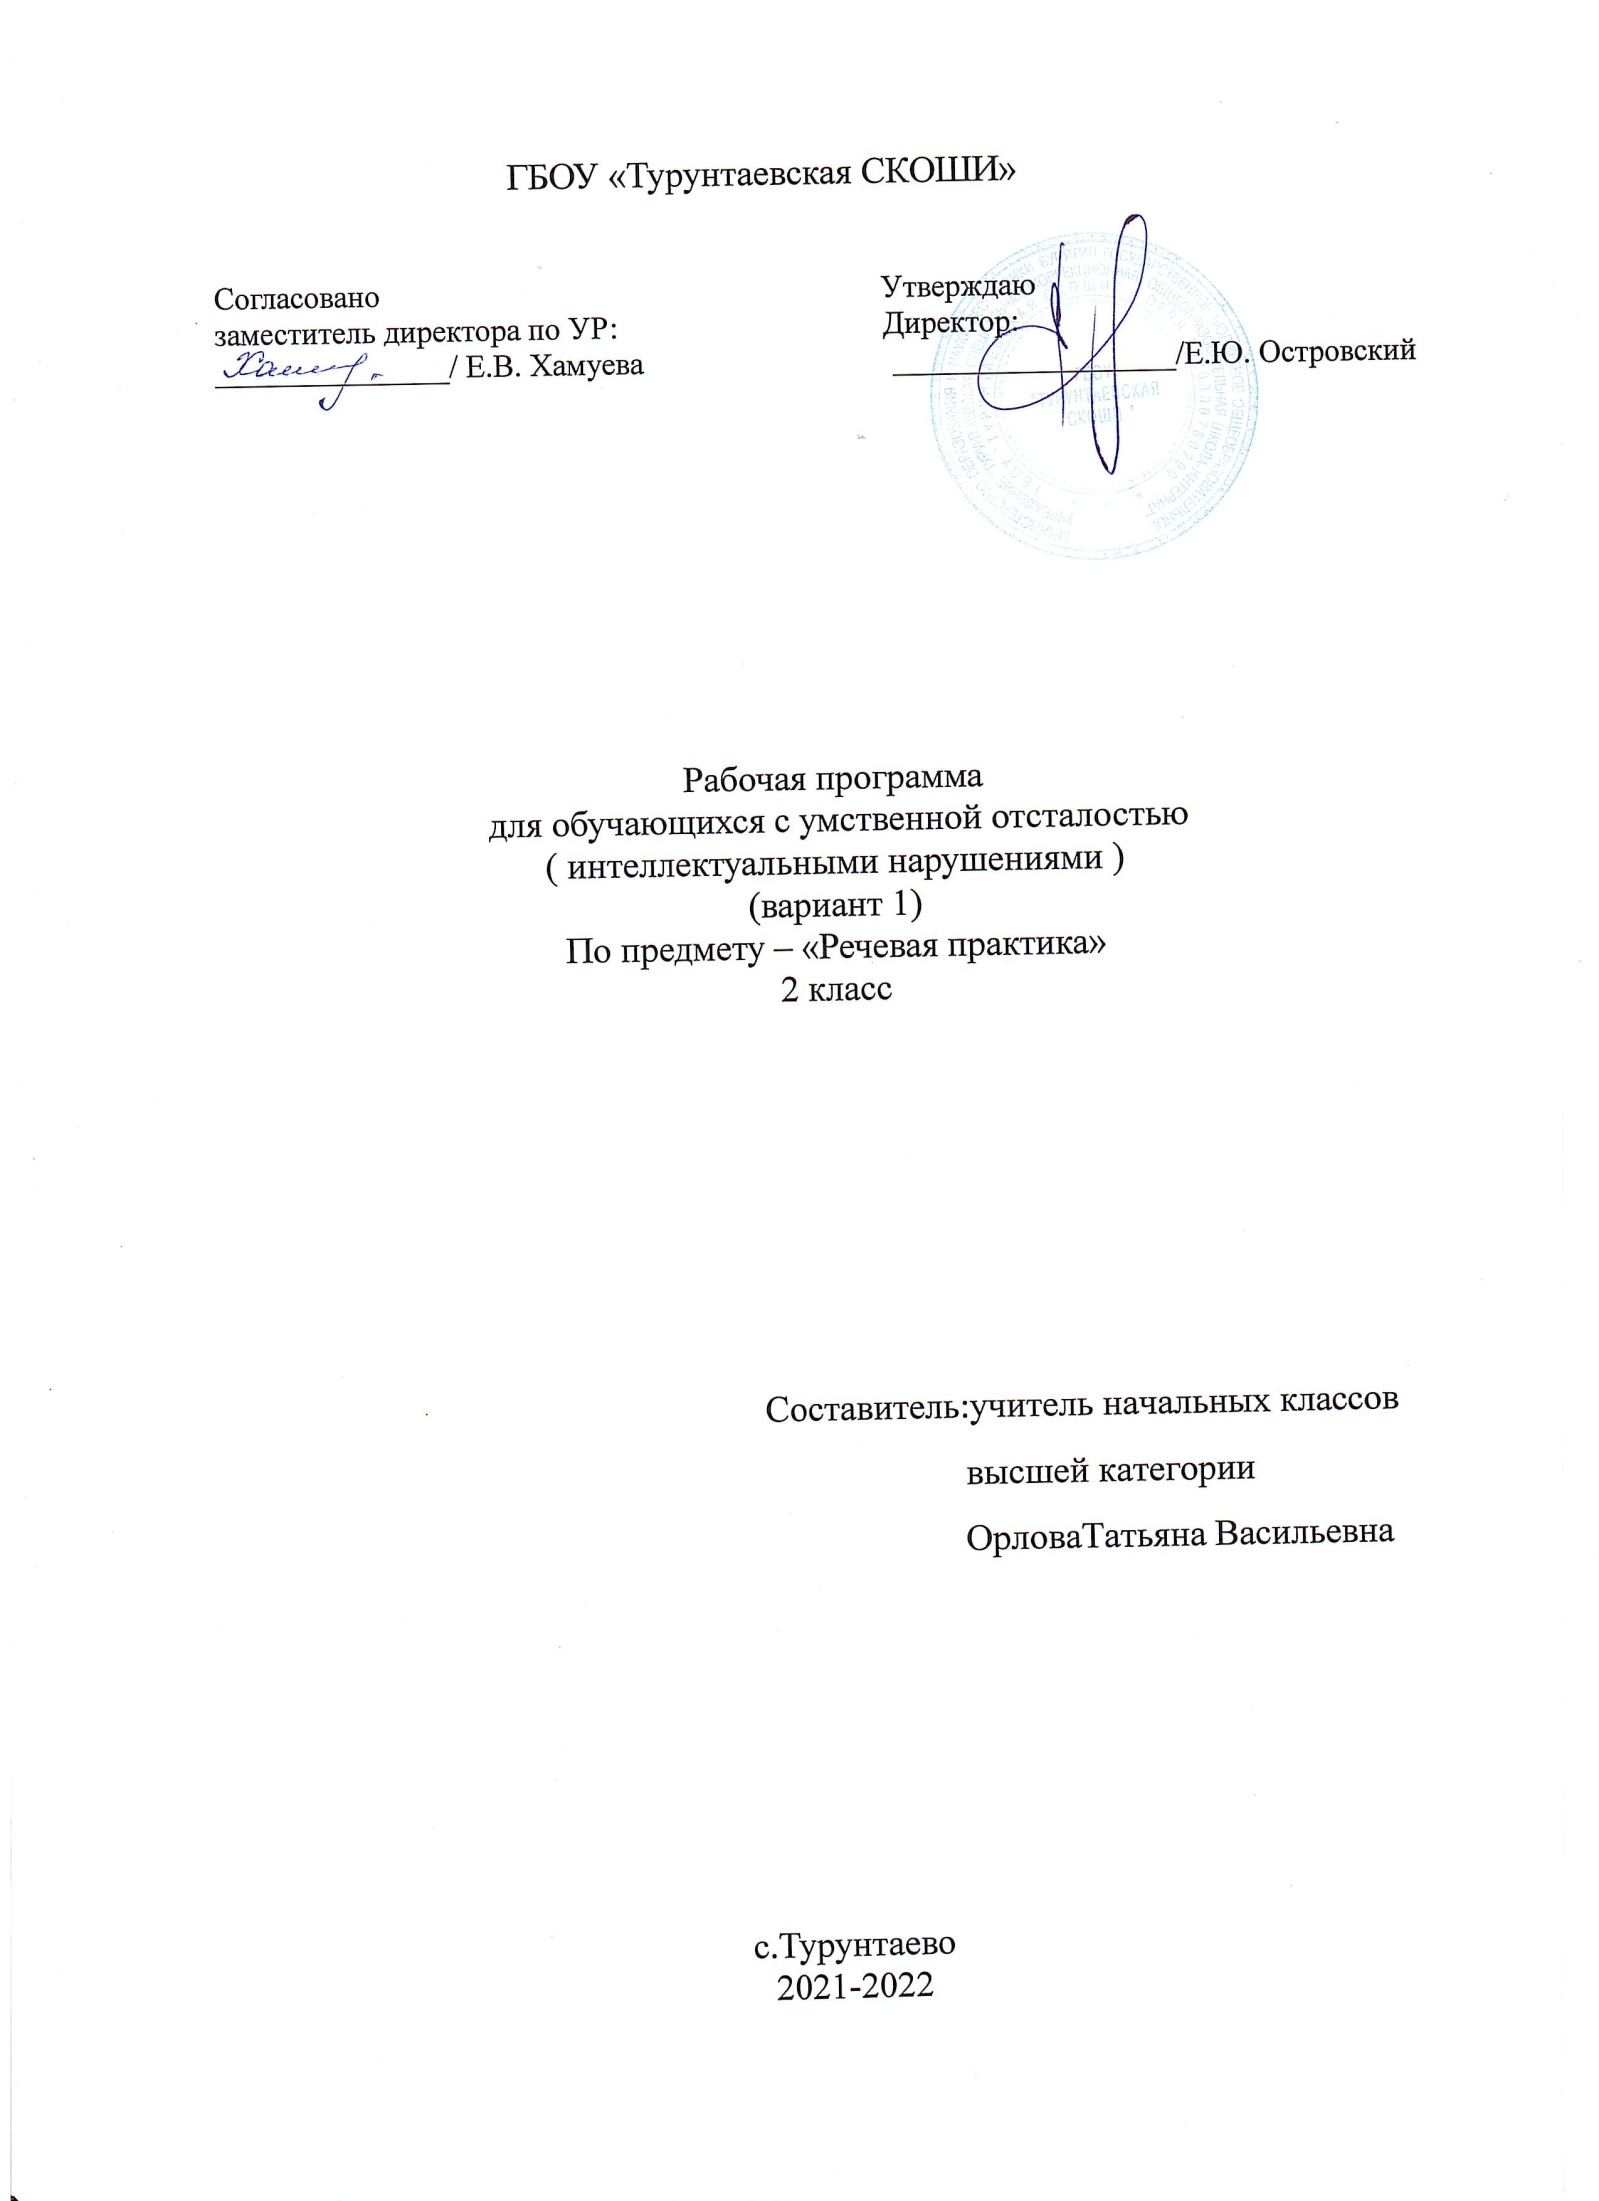 ГБОУ «Турунтаевская СКОШИ»
Согласовано
заместитель директора по УР:
/ Е.В. Хамуева
Утверждаю
Директор:
/Е.Ю. Островский
Рабочая программа
для обучающихся с умственной отсталостью
( интеллектуальными нарушениями )
(вариант 1)
По предмету – «Речевая практика»
2 класс
Составитель:учитель начальных классов
высшей категории
ОрловаТатьяна Васильевна
с.Турунтаево
2021-2022